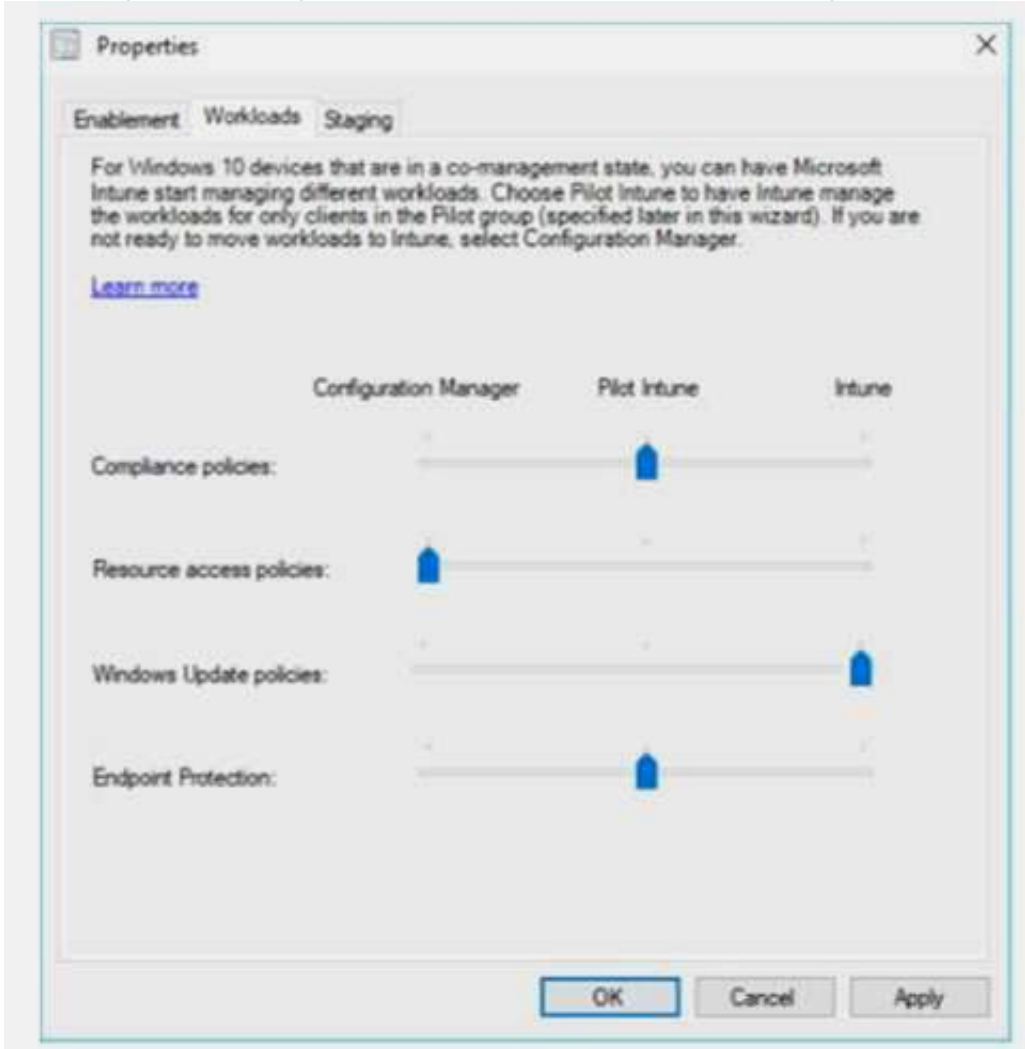 Properties
Enablement Workloads Staging
For Windows 10 devices that are in a co-management state, you can have Microsoft
Intune start managing different workloads. Choose Pilot Intune to have Intune manage
the workloads for only clients in the Pilot group (specified later in this wizard). If you are
not ready to move workloads to Intune, select Configuration Manager.
Learn more
Configuration Manager Pilot Intune Intune
Compliance policies:
Resource access policies:
Windows Update policies:
Endpoint Protection:
OK Cancel Apply